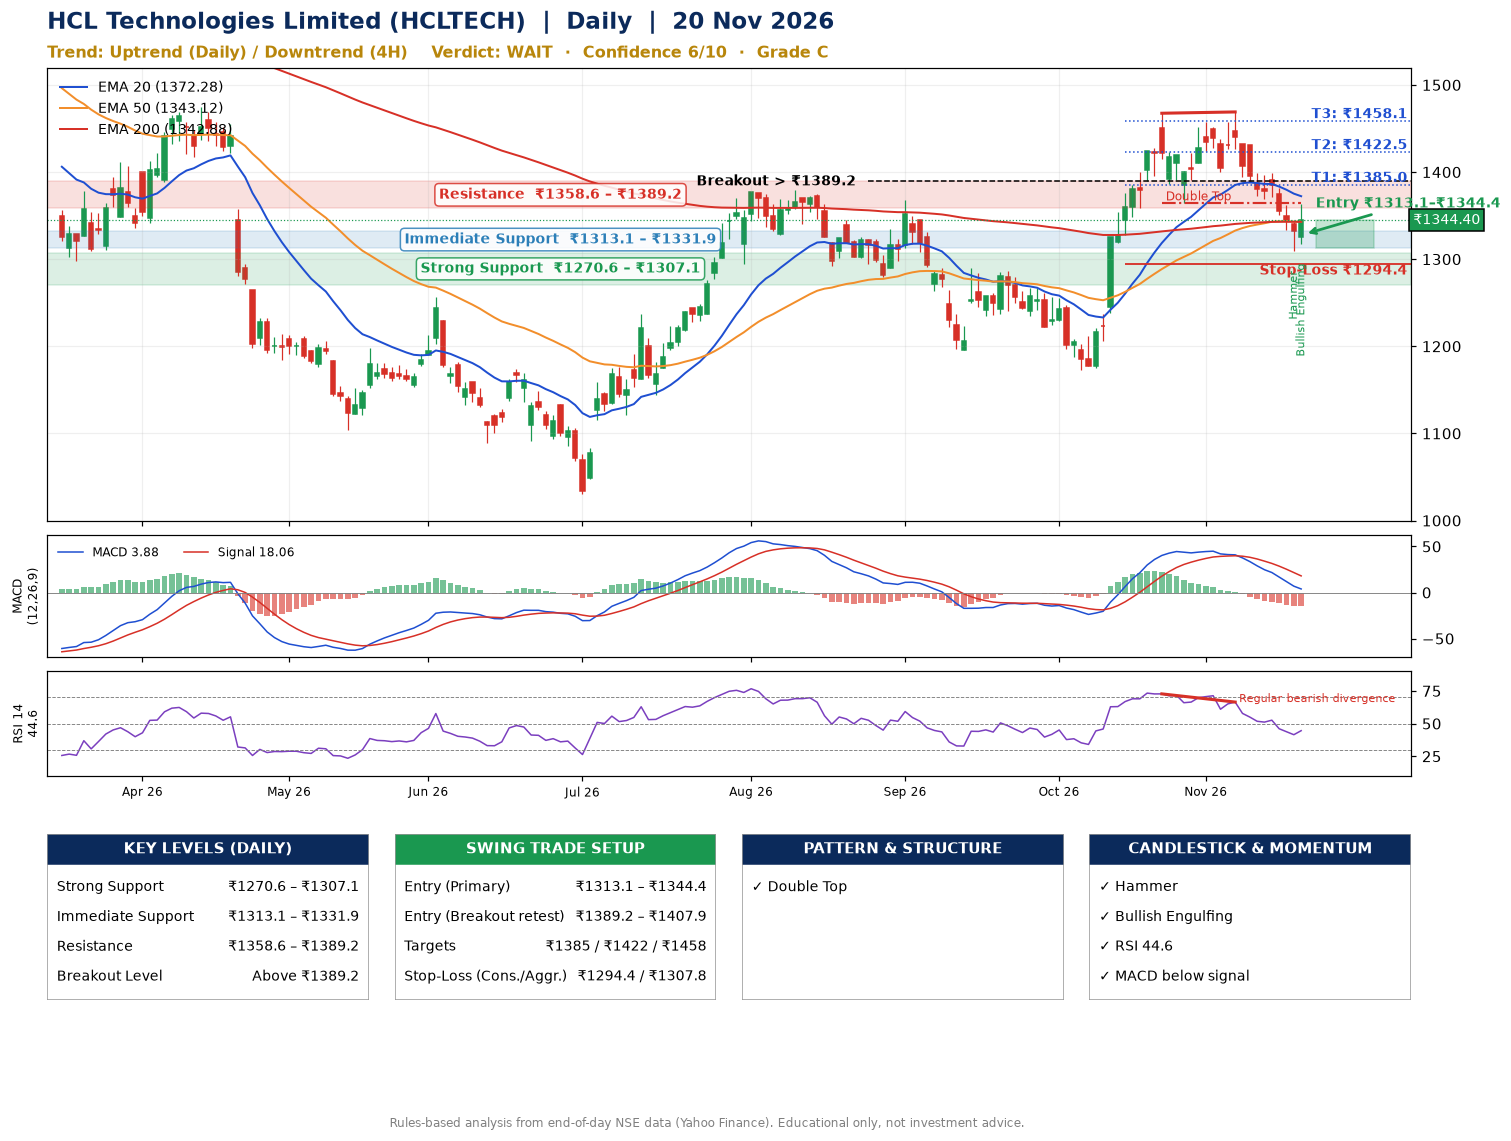 HCL Technologies Limited (HCLTECH)  |  Daily  |  20 Nov 2026
Trend: Uptrend (Daily) / Downtrend (4H)    Verdict: WAIT  ·  Confidence 6/10  ·  Grade C
EMA 20 (1372.28)
EMA 50 (1343.12)
EMA 200 (1342.88)
1500
1400
1300
1200
1100
1000
T3: ₹1458.1
T2: ₹1422.5
T1: ₹1385.0
Breakout > ₹1389.2
Resistance  ₹1358.6 – ₹1389.2
Double Top
Entry ₹1313.1–₹1344.4
₹1344.40
Immediate Support  ₹1313.1 – ₹1331.9
Strong Support  ₹1270.6 – ₹1307.1
Stop-Loss ₹1294.4
Hammer
Bullish Engulfing
MACD 3.88
Signal 18.06
MACD
(12,26,9)
50
0
−50
RSI 14
44.6
Regular bearish divergence
75
50
25
Apr 26
May 26
Jun 26
Jul 26
Aug 26
Sep 26
Oct 26
Nov 26
KEY LEVELS (DAILY)
Strong Support ₹1270.6 – ₹1307.1
Immediate Support ₹1313.1 – ₹1331.9
Resistance ₹1358.6 – ₹1389.2
Breakout Level Above ₹1389.2
SWING TRADE SETUP
Entry (Primary) ₹1313.1 – ₹1344.4
Entry (Breakout retest) ₹1389.2 – ₹1407.9
Targets ₹1385 / ₹1422 / ₹1458
Stop-Loss (Cons./Aggr.) ₹1294.4 / ₹1307.8
PATTERN & STRUCTURE
✓ Double Top
CANDLESTICK & MOMENTUM
✓ Hammer
✓ Bullish Engulfing
✓ RSI 44.6
✓ MACD below signal
Rules-based analysis from end-of-day NSE data (Yahoo Finance). Educational only, not investment advice.